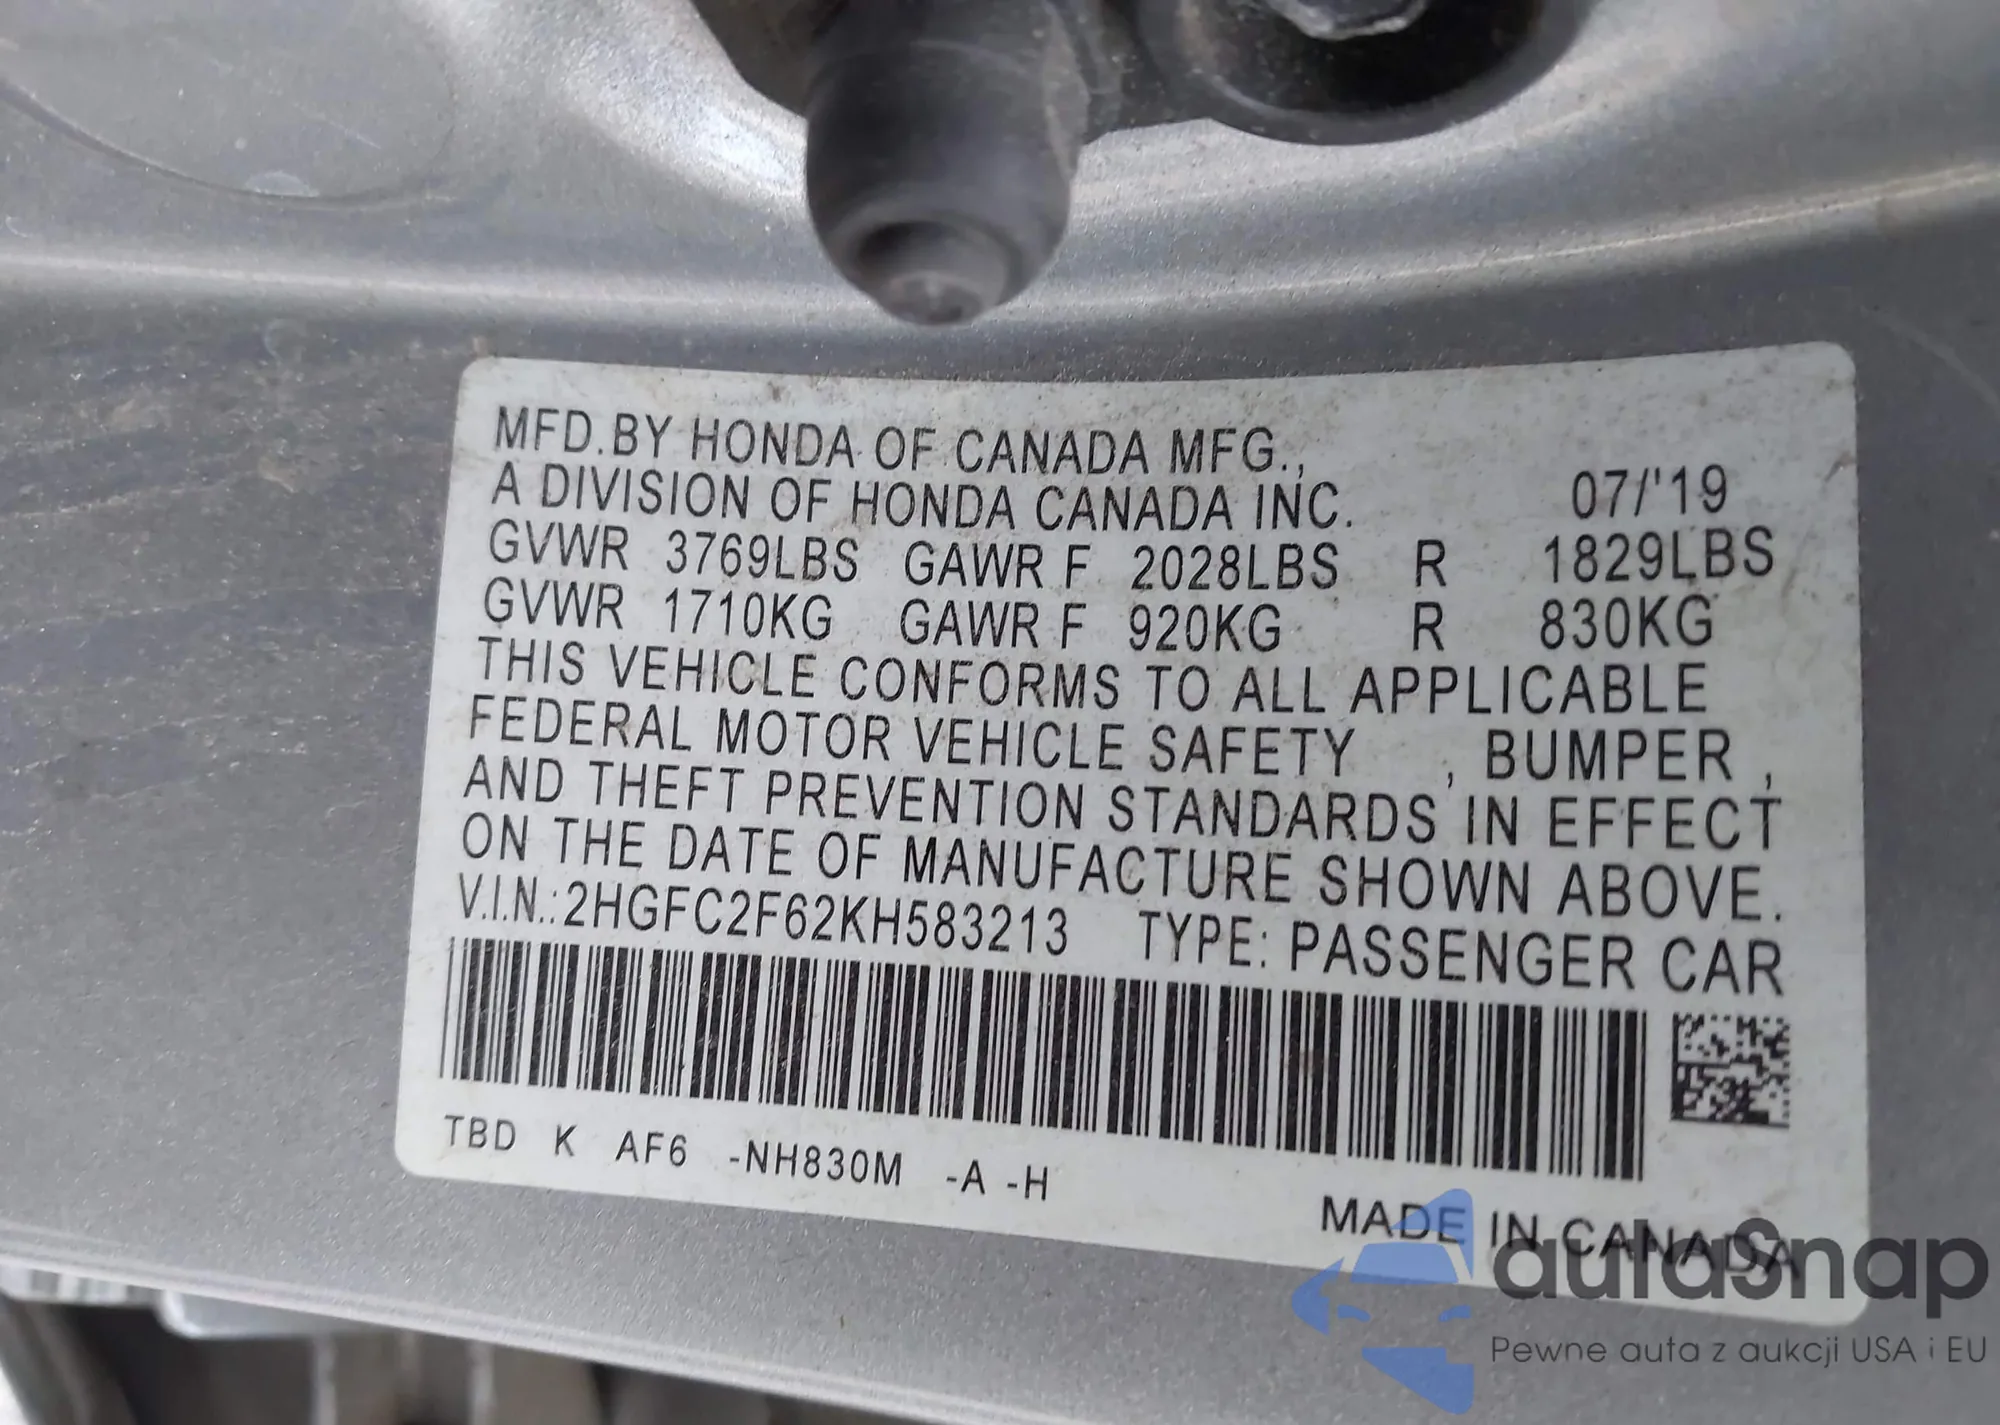 MFD.BY HONDA OF CANADA MFG.,
A DIVISION OF HONDA CANADA INC. 07/'19
GVWR 3769LBS GAWR F 2028LBS R 1829LBS
GVWR 1710KG GAWR F 920KG R 830KG
THIS VEHICLE CONFORMS TO ALL APPLICABLE
FEDERAL MOTOR VEHICLE SAFETY , BUMPER ,
AND THEFT PREVENTION STANDARDS IN EFFECT
ON THE DATE OF MANUFACTURE SHOWN ABOVE.
V.I.N.:2HGFC2F62KH583213 TYPE: PASSENGER CAR
TBD K AF6 -NH830M -A -H
MADE IN CANADA
autaSnap
Pewne auta z aukcji USA i EU